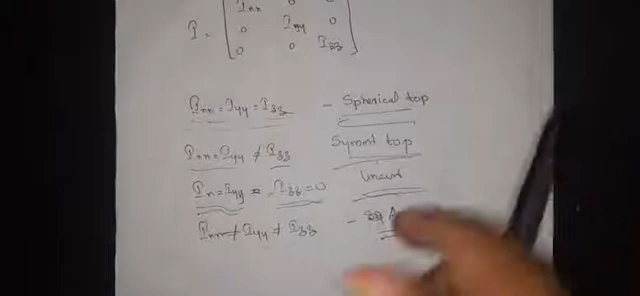 I = [ Ixx 0 0
0 Iyy 0
0 0 Izz ]
Ixx = Iyy = Izz - Spherical top
Ixx = Iyy ≠ Izz Symmt top
Ix = Iyy = Izz = 0
Ixx ≠ Iyy ≠ Izz - A